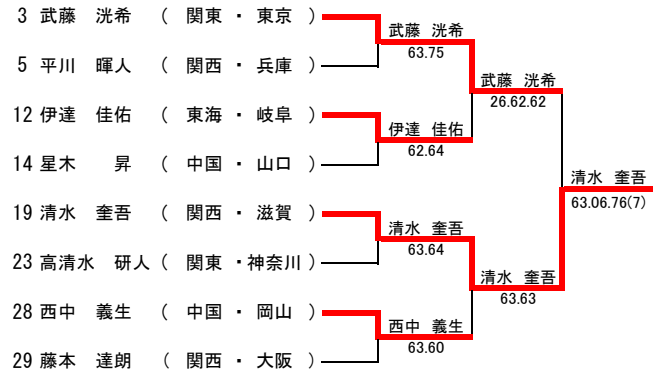 3 武藤 洸希 ( 関東 ・ 東京 )
5 平川 暉人 ( 関西 ・ 兵庫 )
12 伊達 佳佑 ( 東海 ・ 岐阜 )
14 星木 昇 ( 中国 ・ 山口 )
19 清水 奎吾 ( 関西 ・ 滋賀 )
23 高清水 研人 ( 関東 ・神奈川 )
28 西中 義生 ( 中国 ・ 岡山 )
29 藤本 達朗 ( 関西 ・ 大阪 )
武藤 洸希
63.75
伊達 佳佑
62.64
清水 奎吾
63.64
西中 義生
63.60
武藤 洸希
26.62.62
清水 奎吾
63.63
清水 奎吾
63.06.76(7)